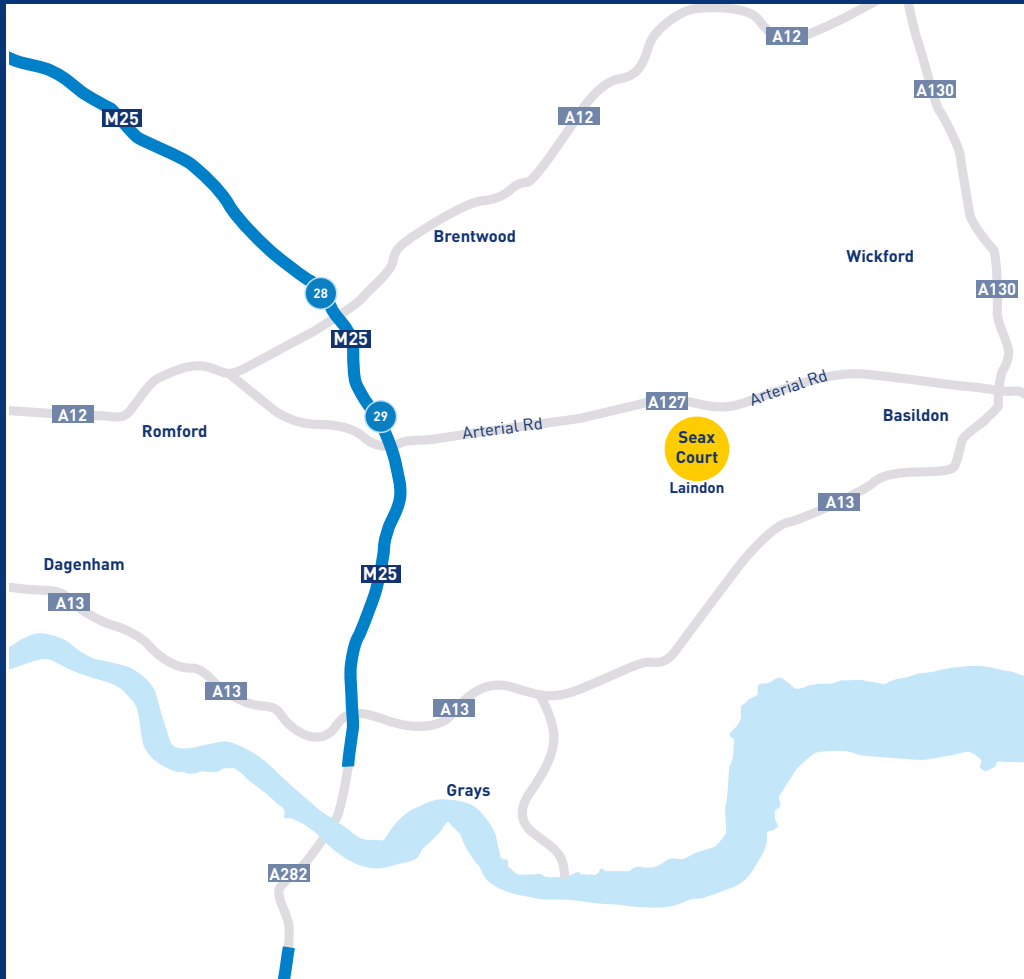 A12
A130
M25
A12
Brentwood
Wickford
A130
28
M25
Arterial Rd
A127
A12
29
Basildon
Romford
Arterial Rd
Seax
Court
Laindon
A13
Dagenham
M25
A13
A13
A13
Grays
A282